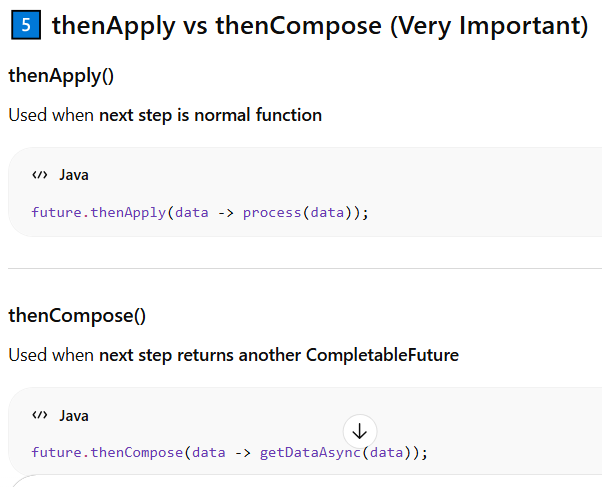 5 thenApply vs thenCompose (Very Important)
thenApply()
Used when next step is normal function
</> Java
future.thenApply(data -> process(data));
thenCompose()
Used when next step returns another CompletableFuture
</> Java
future.thenCompose(data -> getDataAsync(data));